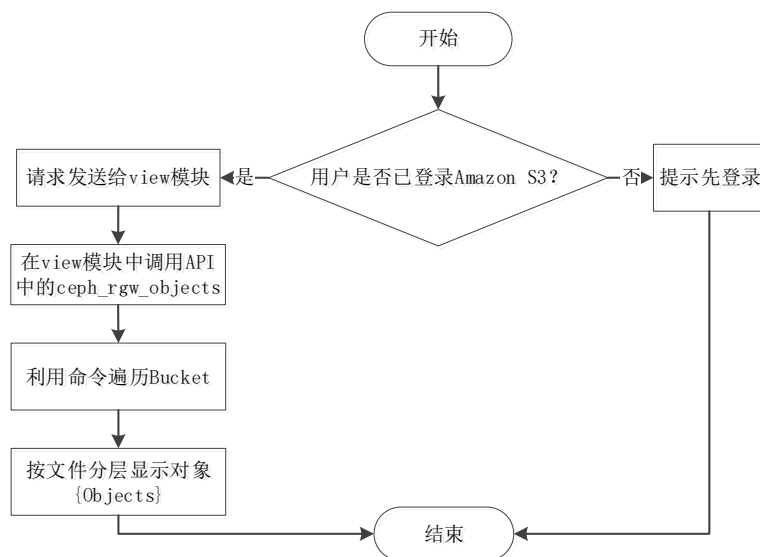 开始
用户是否已登录Amazon S3?
是
否
请求发送给view模块
提示先登录
在view模块中调用API
中的ceph_rgw_objects
利用命令遍历Bucket
按文件分层显示对象
{Objects}
结束